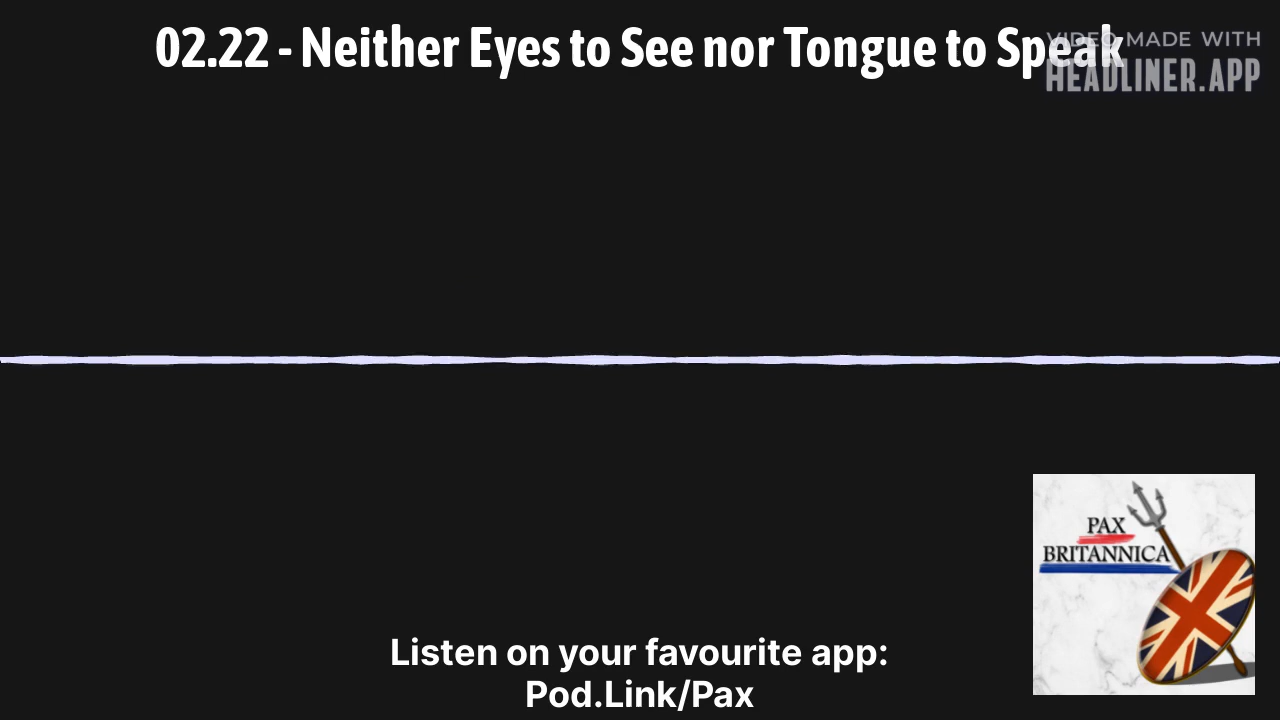 02.22 - Neither Eyes to See nor Tongue to Speak
VIDEO MADE WITH
HEADLINER.APP
PAX
BRITANNICA
Listen on your favourite app:
Pod.Link/Pax